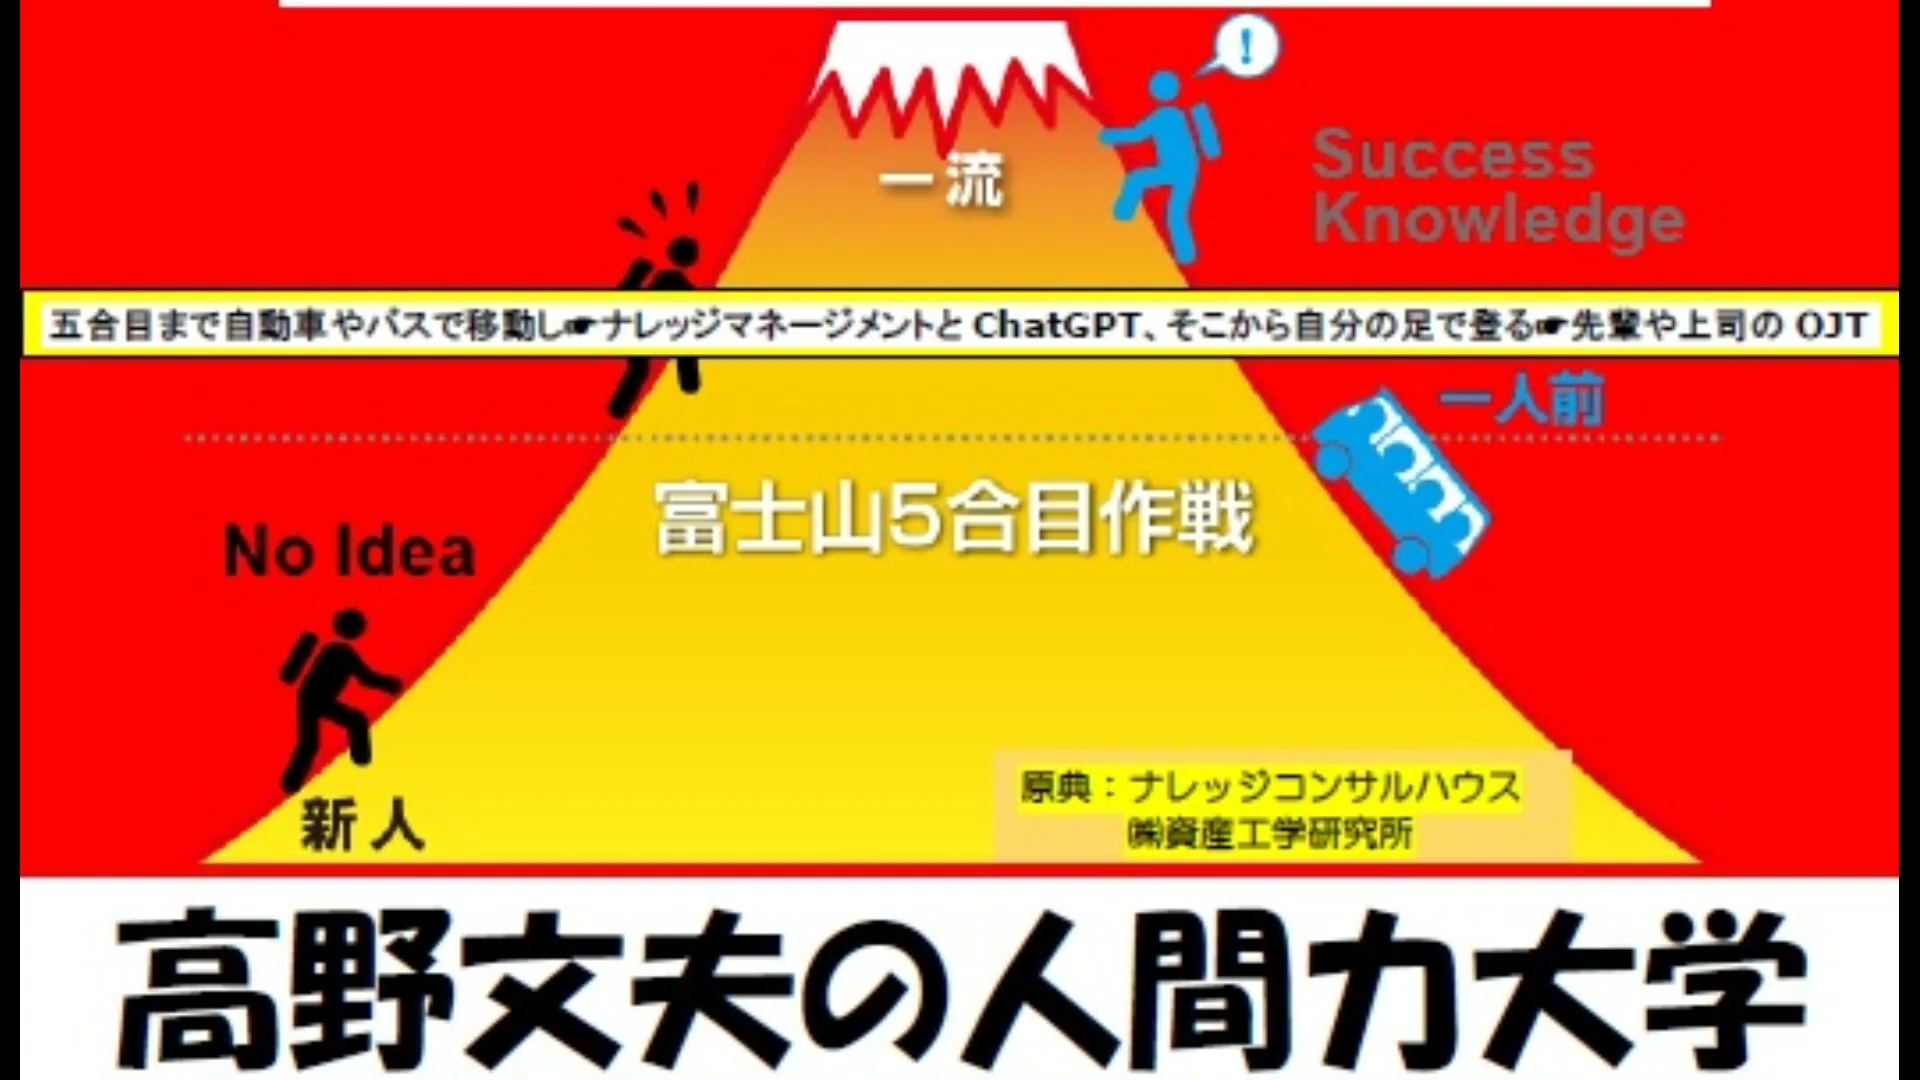 !
一流
Success
Knowledge
五合目まで自動車やバスで移動し☛ナレッジマネージメントと ChatGPT、そこから自分の足で登る☛先輩や上司の OJT
一人前
富士山5合目作戦
No Idea
新人
原典：ナレッジコンサルハウス
㈱資産工学研究所
高野文夫の人間力大学